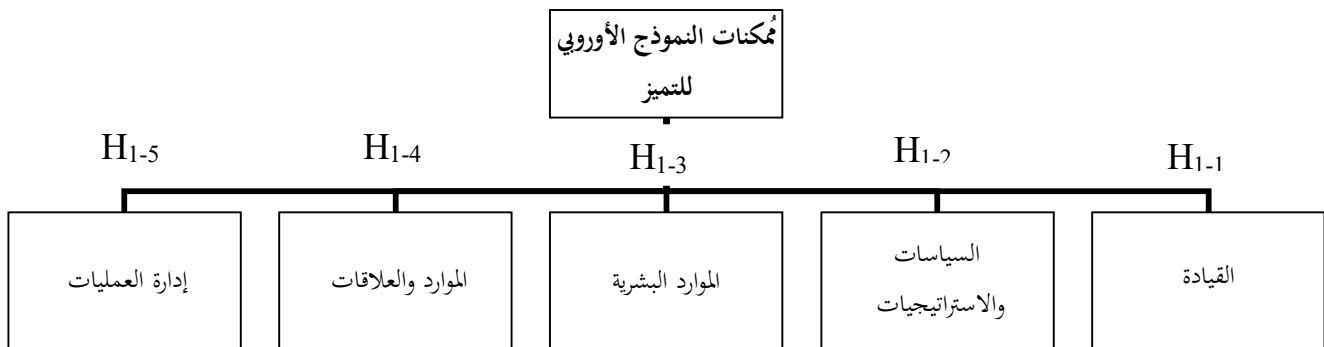 مُمكنات النموذج الأوروبي
للتميز
H1-1
H1-2
H1-3
H1-4
H1-5
القيادة
السياسات
والاستراتيجيات
الموارد البشرية
الموارد والعلاقات
إدارة العمليات